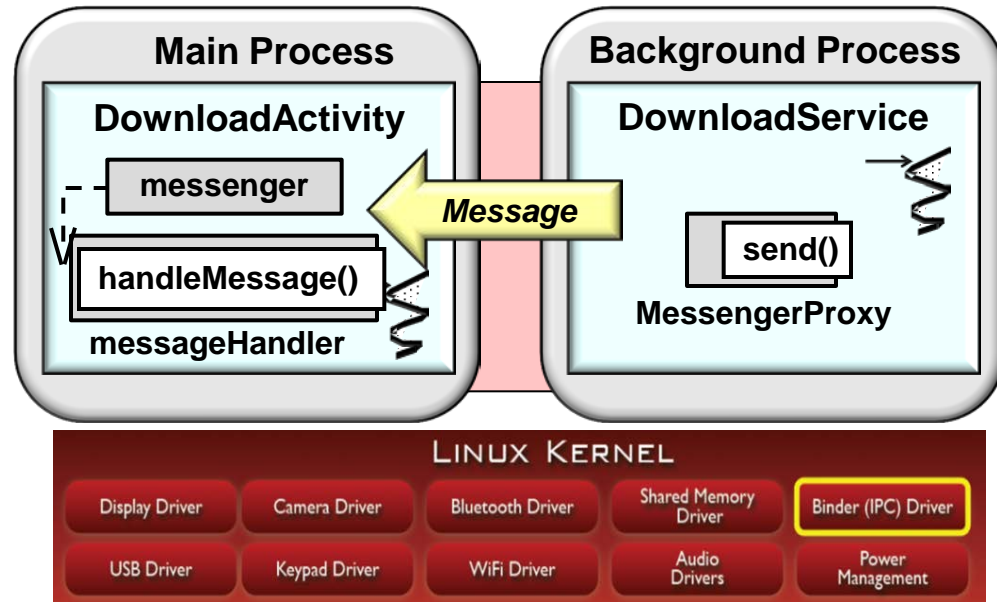 Main Process
DownloadActivity
messenger
handleMessage()
messageHandler
Message
Background Process
DownloadService
send()
MessengerProxy
LINUX KERNEL
Display Driver
Camera Driver
Bluetooth Driver
Shared Memory
Driver
Binder (IPC) Driver
USB Driver
Keypad Driver
WiFi Driver
Audio
Drivers
Power
Management